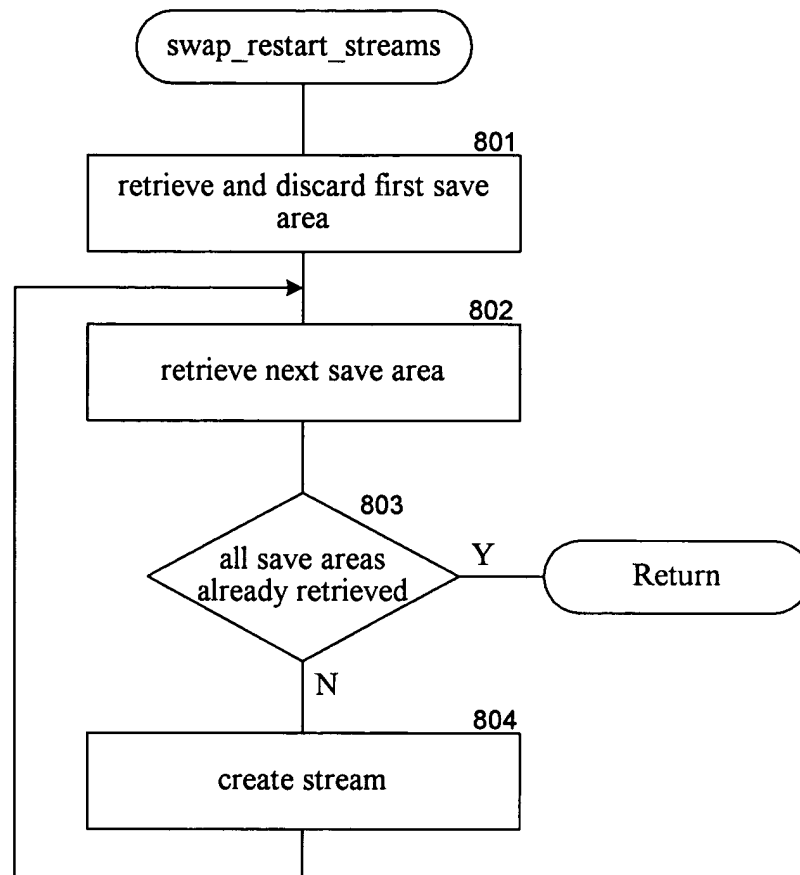 swap_restart_streams
801
retrieve and discard first save
area
802
retrieve next save area
803
all save areas
already retrieved
Y
Return
N
804
create stream